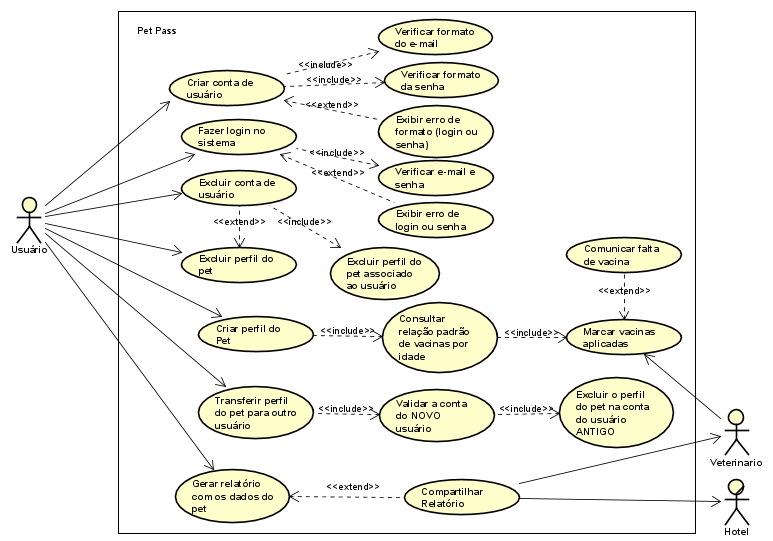 Pet Pass
Verificar formato
do e-mail
<<include>>
Criar conta de
usuário
<<include>>
Verificar formato
da senha
<<extend>>
Exibir erro de
formato (login ou
senha)
Fazer login no
sistema
<<include>>
Verificar e-mail e
senha
<<extend>>
Excluir conta de
usuário
Exibir erro de
login ou senha
<<extend>>
<<include>>
Usuário
Excluir perfil do
pet
Excluir perfil do
pet associado
ao usuário
Comunicar falta
de vacina
<<extend>>
Criar perfil do
Pet
<<include>>
Consultar
relação padrão
de vacinas por
idade
<<include>>
Marcar vacinas
aplicadas
Transferir perfil
do pet para outro
usuário
<<include>>
Validar a conta
do NOVO
usuário
<<include>>
Excluir o perfil
do pet na conta
do usuário
ANTIGO
Veterinario
Gerar relatório
com os dados do
pet
<<extend>>
Compartilhar
Relatório
Hotel